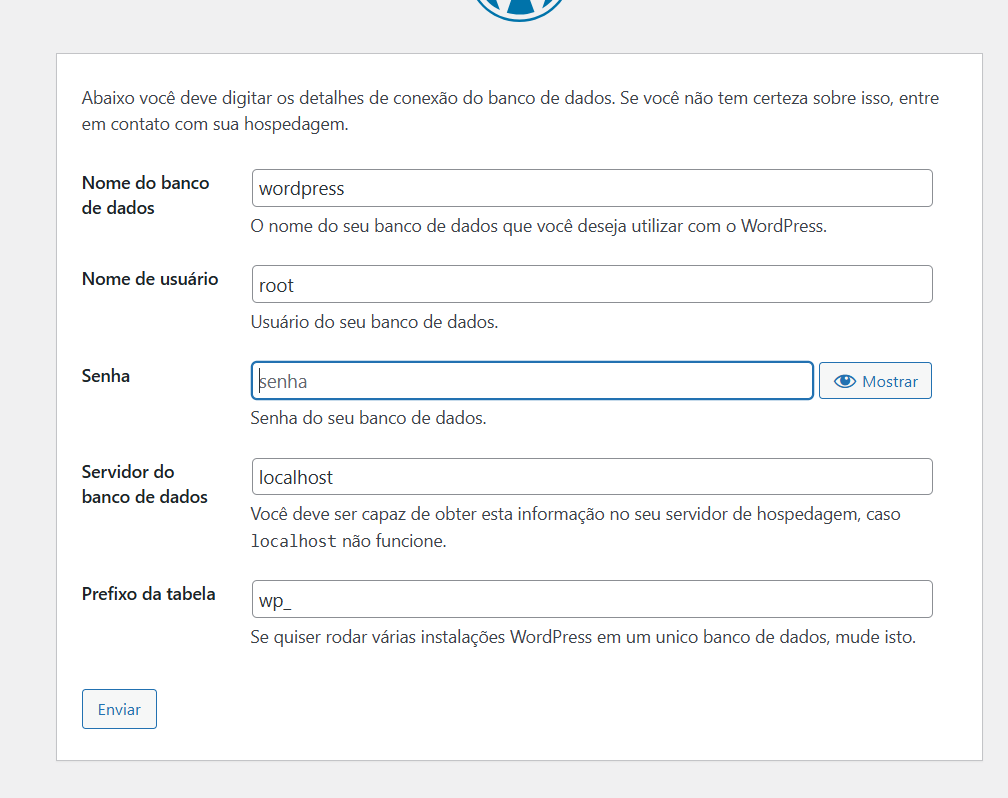 Abaixo você deve digitar os detalhes de conexão do banco de dados. Se você não tem certeza sobre isso, entre
em contato com sua hospedagem.
Nome do banco
de dados
wordpress
O nome do seu banco de dados que você deseja utilizar com o WordPress.
Nome de usuário
root
Usuário do seu banco de dados.
Senha
senha
Mostrar
Senha do seu banco de dados.
Servidor do
banco de dados
localhost
Você deve ser capaz de obter esta informação no seu servidor de hospedagem, caso
localhost não funcione.
Prefixo da tabela
wp_
Se quiser rodar várias instalações WordPress em um unico banco de dados, mude isto.
Enviar